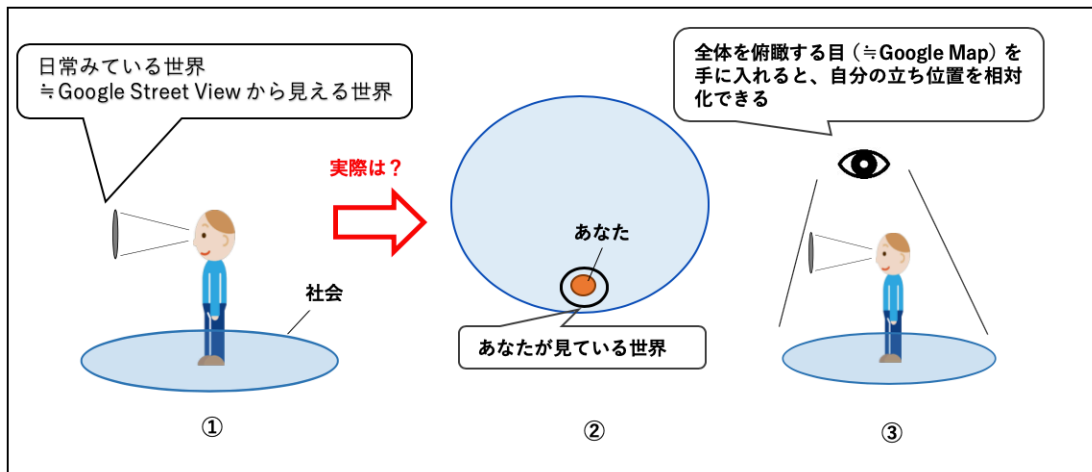 日常みている世界
≒Google Street View から見える世界
実際は？
社会
①
あなた
あなたが見ている世界
②
全体を俯瞰する目（≒Google Map）を
手に入れると、自分の立ち位置を相対
化できる
③